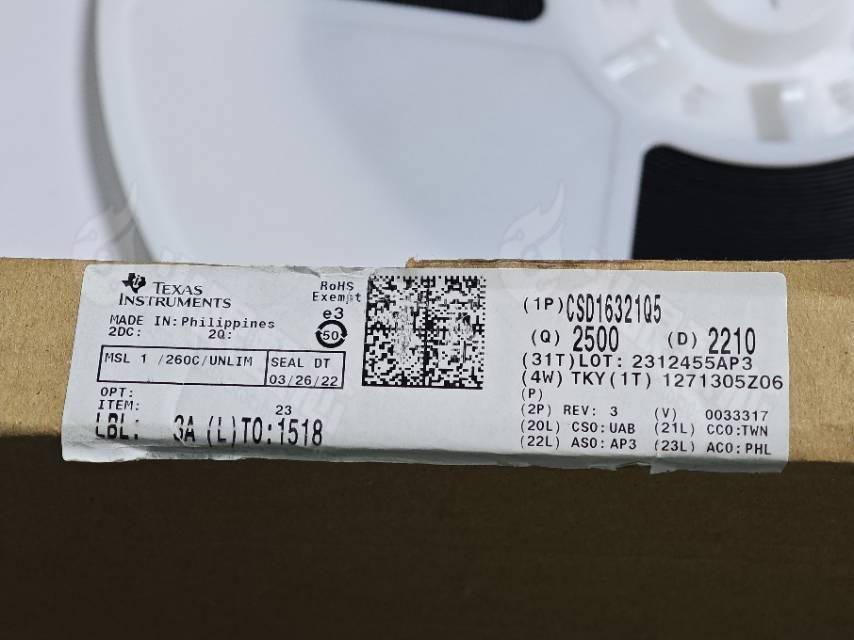 TEXAS
INSTRUMENTS
MADE IN: Philippines
2DC: 2Q:
MSL 1 /260C/UNLIM
SEAL DT
03/26/22
OPT:
ITEM:
23
LBL: 3A (L)TO:1518
RoHS
Exempt
e3
50
(1P)CSD16321Q5
(Q) 2500 (D) 2210
(31T)LOT: 2312455AP3
(4W) TKY(1T) 1271305Z06
(P)
(2P) REV: 3 (V) 0033317
(20L) CSO:UAB (21L) CCO:TWN
(22L) ASO:AP3 (23L) ACO:PHL